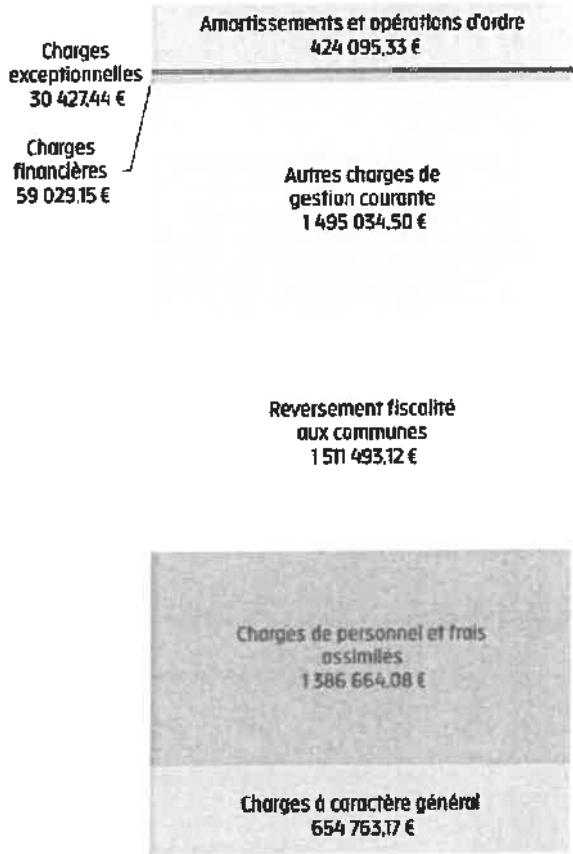 Amortissements et opérations d'ordre
424 095,33 €
Charges
exceptionnelles
30 427,44 €
Charges
financières
59 029,15 €
Autres charges de
gestion courante
1 495 034,50 €
Reversement fiscalité
aux communes
1 511 493,12 €
Charges de personnel et frais
assimilés
1 386 664,08 €
Charges à caractère général
654 763,17 €